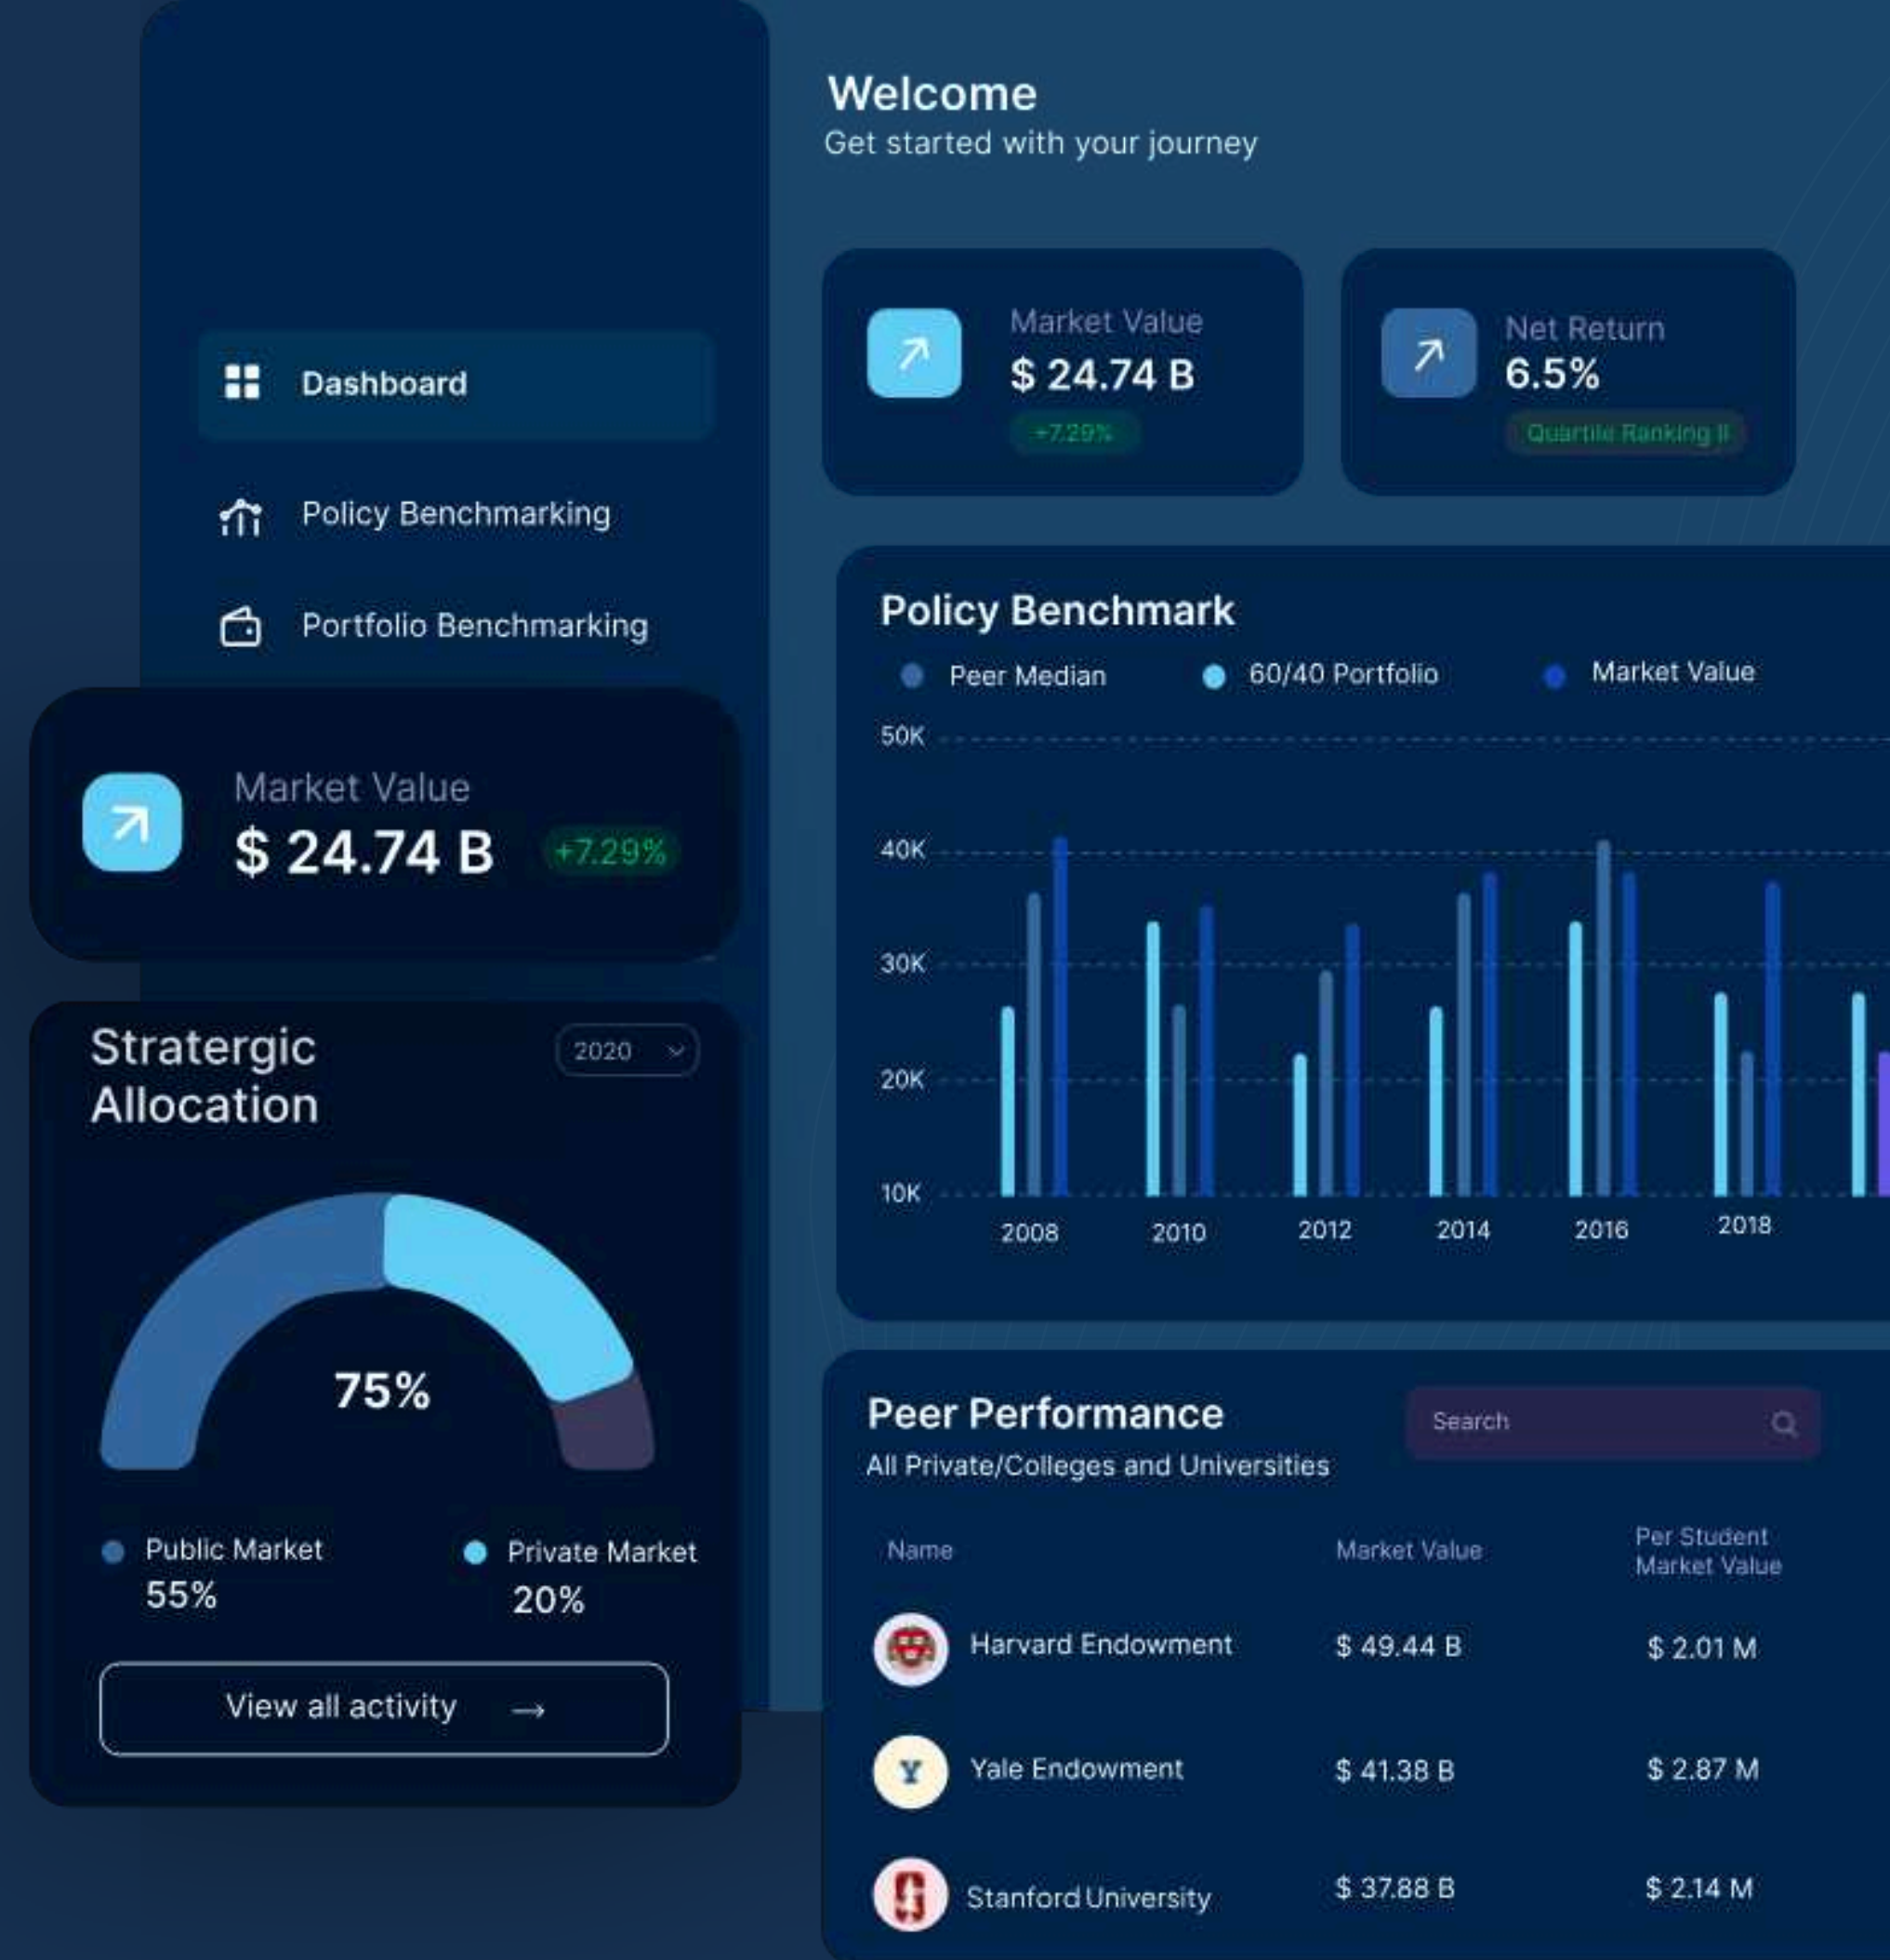 Welcome
Get started with your journey
Dashboard
Policy Benchmarking
Portfolio Benchmarking
Market Value
$ 24.74 B
+7.29%
Stratergic
Allocation
2020
75%
Public Market
55%
Private Market
20%
View all activity →
Market Value
$ 24.74 B
+7.29%
Net Return
6.5%
Quartile Ranking II
Policy Benchmark
Peer Median
60/40 Portfolio
Market Value
50K
40K
30K
20K
10K
2008 2010 2012 2014 2016 2018
Peer Performance
All Private/Colleges and Universities
Search
Name
Market Value
Per Student
Market Value
Harvard Endowment $ 49.44 B $ 2.01 M
Y
Yale Endowment $ 41.38 B $ 2.87 M
Stanford University $ 37.88 B $ 2.14 M